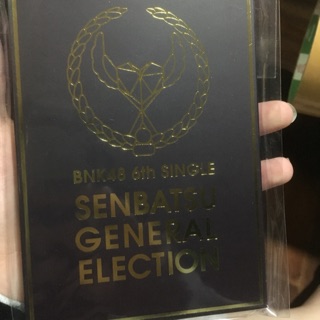 BNK48 6th SINGLE
SENBATSU
GENERAL
ELECTION